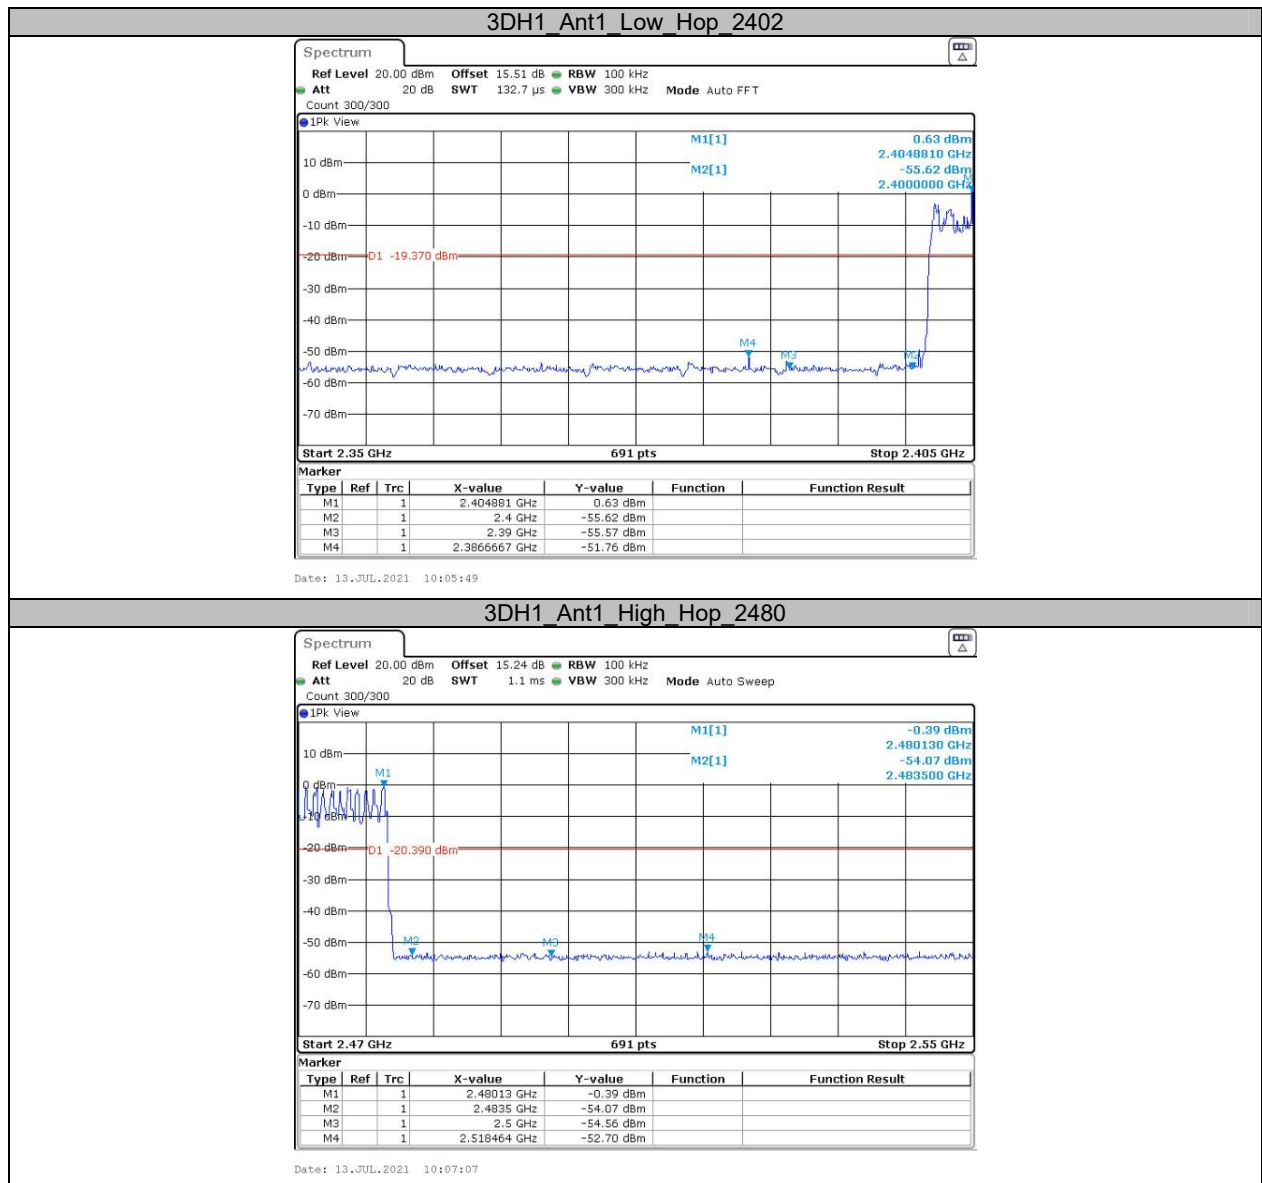 3DH1_Ant1_Low_Hop_2402
Spectrum
Ref Level 20.00 dBm Offset 15.51 dB RBW 100 kHz
Att 20 dB SWT 132.7 µs VBW 300 kHz Mode Auto FFT
Count 300/300
1Pk View
M1[1] 0.63 dBm
2.4048810 GHz
10 dBm
M2[1] -55.62 dBm
2.4000000 GHz
0 dBm
-10 dBm
-20 dBm D1 -19.370 dBm
-30 dBm
-40 dBm
M4
-50 dBm M3 M2
-60 dBm
-70 dBm
Start 2.35 GHz 691 pts Stop 2.405 GHz
Marker
Type Ref Trc X-value Y-value Function Function Result
M1 1 2.404881 GHz 0.63 dBm
M2 1 2.4 GHz -55.62 dBm
M3 1 2.39 GHz -55.57 dBm
M4 1 2.3866667 GHz -51.76 dBm
Date: 13.JUL.2021 10:05:49
3DH1_Ant1_High_Hop_2480
Spectrum
Ref Level 20.00 dBm Offset 15.24 dB RBW 100 kHz
Att 20 dB SWT 1.1 ms VBW 300 kHz Mode Auto Sweep
Count 300/300
1Pk View
M1[1] -0.39 dBm
2.480130 GHz
10 dBm
M2[1] -54.07 dBm
M1
2.483500 GHz
0 dBm
-10 dBm
-20 dBm D1 -20.390 dBm
-30 dBm
-40 dBm
-50 dBm M2 M3 M4
-60 dBm
-70 dBm
Start 2.47 GHz 691 pts Stop 2.55 GHz
Marker
Type Ref Trc X-value Y-value Function Function Result
M1 1 2.48013 GHz -0.39 dBm
M2 1 2.4835 GHz -54.07 dBm
M3 1 2.5 GHz -54.56 dBm
M4 1 2.518464 GHz -52.70 dBm
Date: 13.JUL.2021 10:07:07